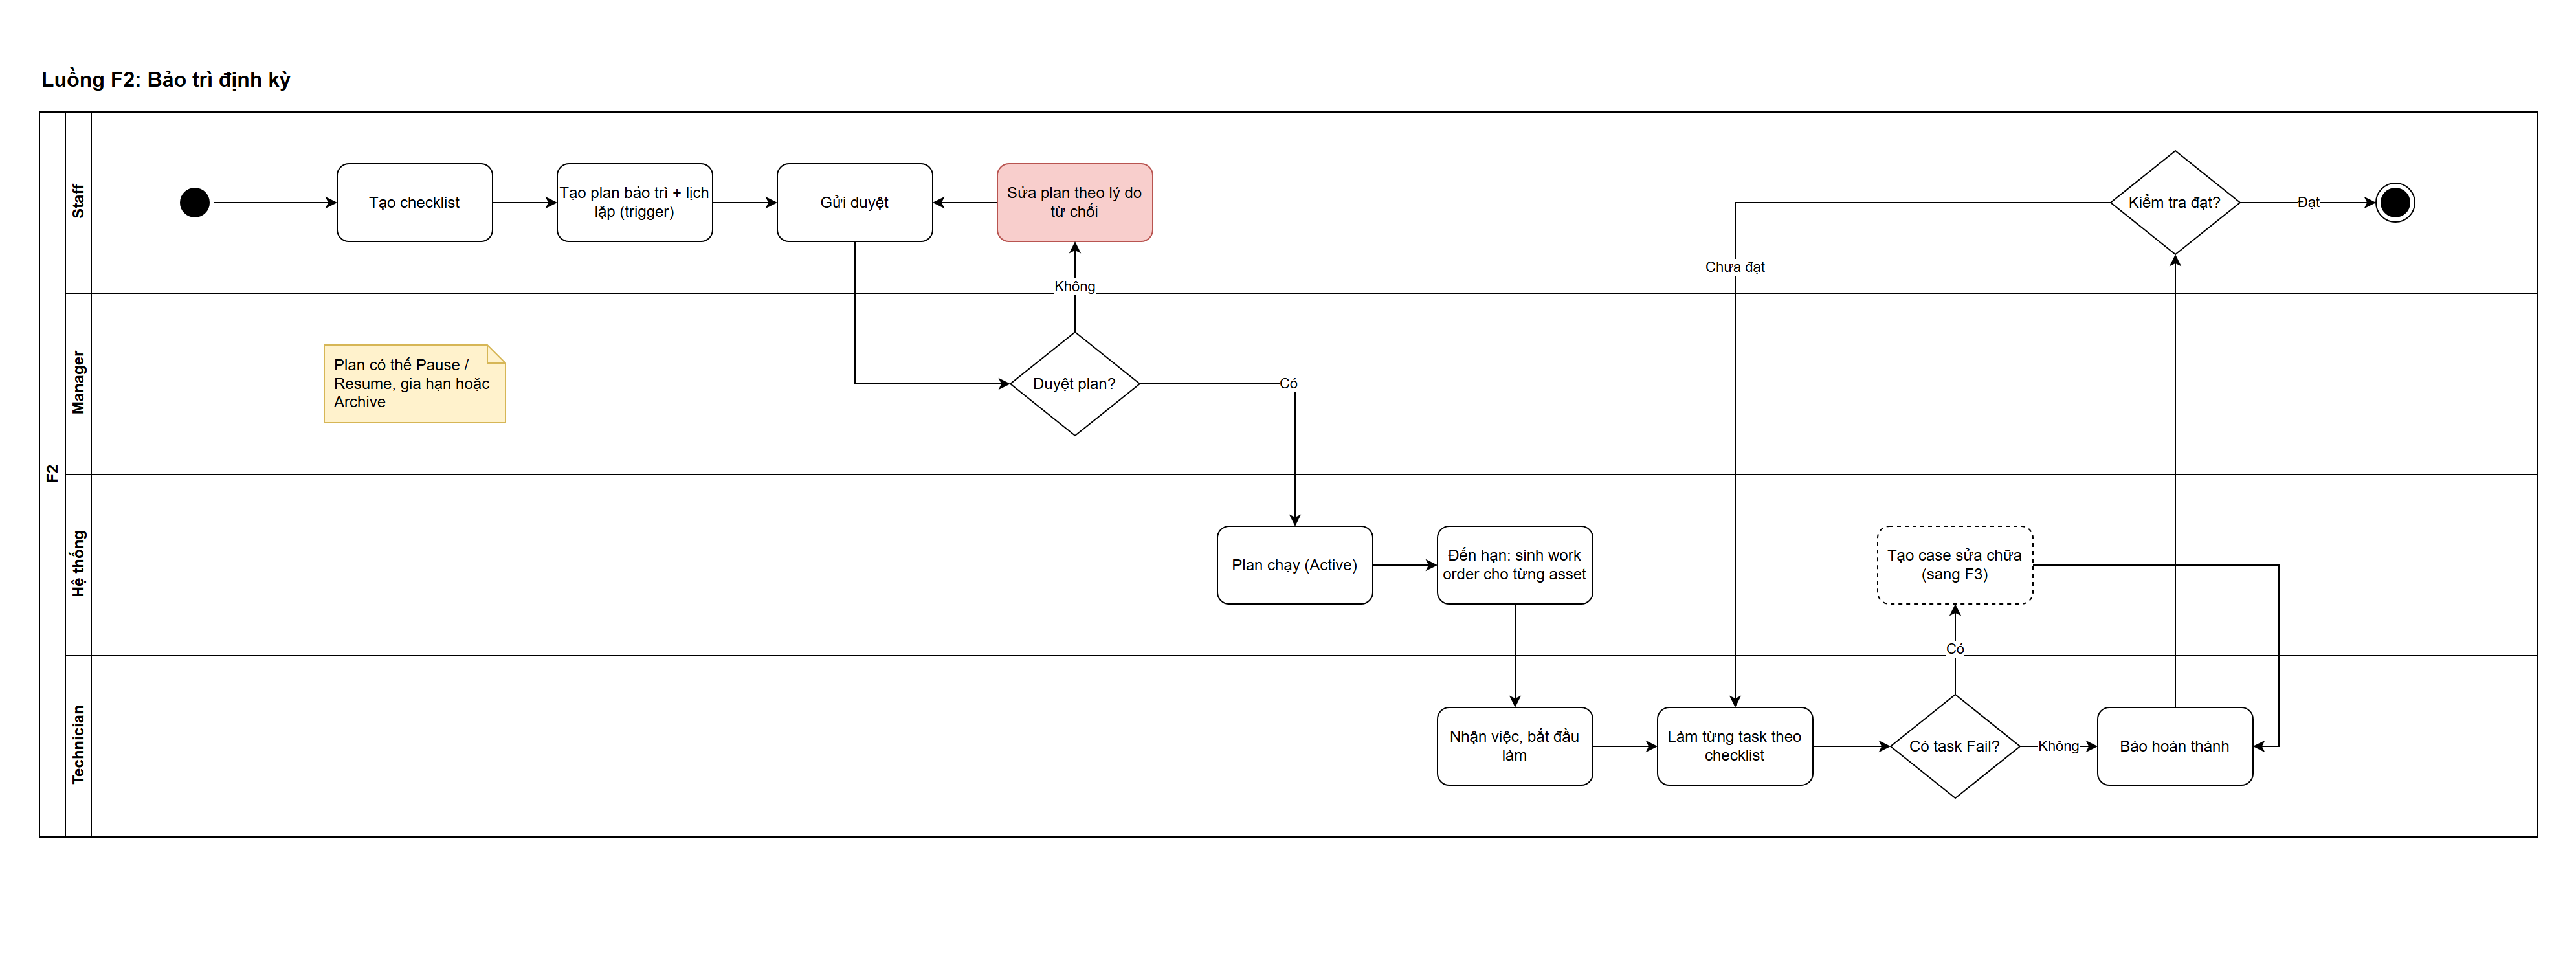 Luồng F2: Bảo trì định kỳ
F2
Staff
Tạo checklist
Tạo plan bảo trì + lịch
lặp (trigger)
Gửi duyệt
Sửa plan theo lý do
từ chối
Kiểm tra đạt?
Đạt
Chưa đạt
Không
Manager
Plan có thể Pause /
Resume, gia hạn hoặc
Archive
Duyệt plan?
Có
Hệ thống
Plan chạy (Active)
Đến hạn: sinh work
order cho từng asset
Tạo case sửa chữa
(sang F3)
Có
Technician
Nhận việc, bắt đầu
làm
Làm từng task theo
checklist
Có task Fail?
Không
Báo hoàn thành